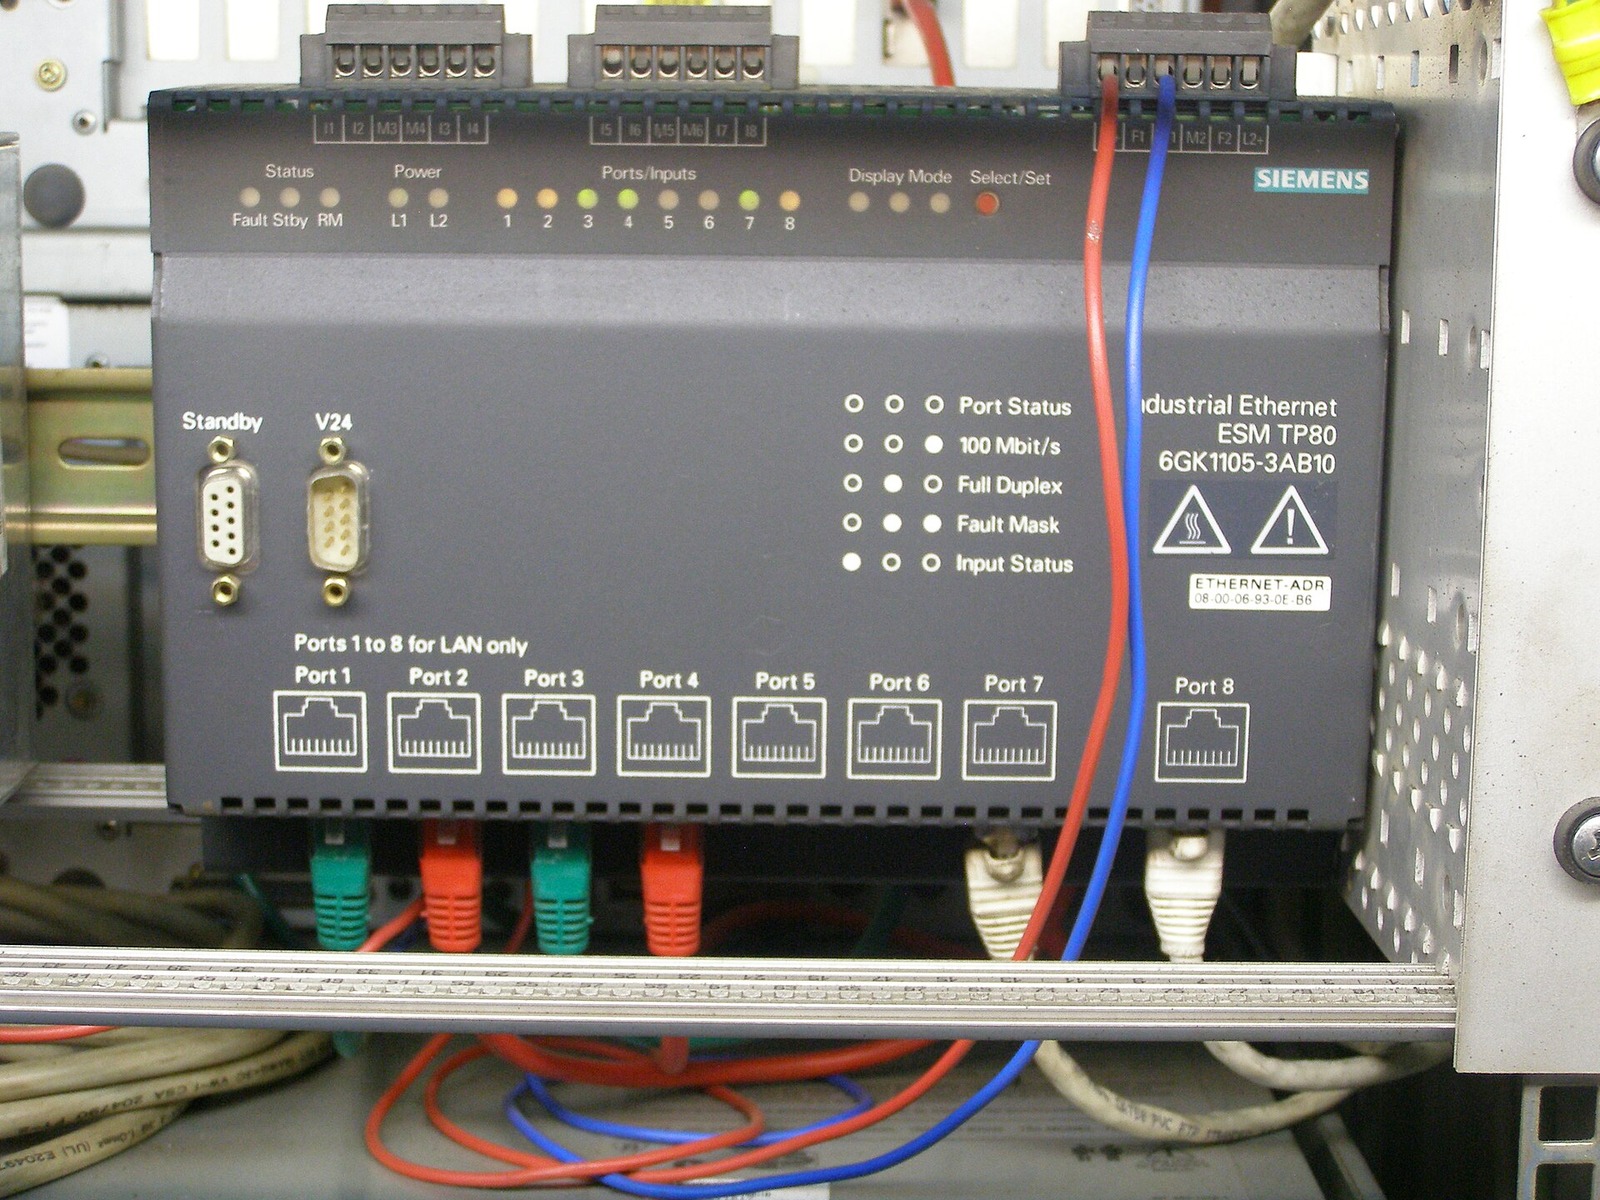 I1 I2 M3 M4 I3 I4
I5 I6 M5 M6 I7 I8
F1 M2 F2 L2+
Status Power Ports/Inputs Display Mode Select/Set
SIEMENS
Fault Stby RM L1 L2 1 2 3 4 5 6 7 8
Standby V24
Port Status
100 Mbit/s
Full Duplex
Fault Mask
Input Status
ndustrial Ethernet
ESM TP80
6GK1105-3AB10
ETHERNET-ADR
08-00-06-93-0E-B6
Ports 1 to 8 for LAN only
Port 1 Port 2 Port 3 Port 4 Port 5 Port 6 Port 7 Port 8
CSA 204790
(UL)